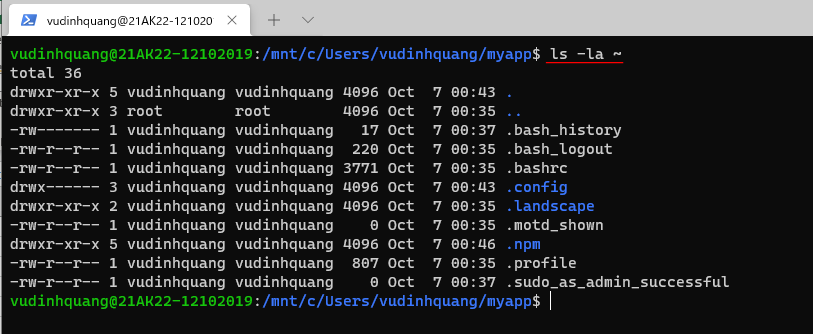 vudinhquang@21AK22-121020
vudinhquang@21AK22-12102019:/mnt/c/Users/vudinhquang/myapp$ ls -la ~
total 36
drwxr-xr-x 5 vudinhquang vudinhquang 4096 Oct  7 00:43 .
drwxr-xr-x 3 root        root        4096 Oct  7 00:35 ..
-rw------- 1 vudinhquang vudinhquang   17 Oct  7 00:37 .bash_history
-rw-r--r-- 1 vudinhquang vudinhquang  220 Oct  7 00:35 .bash_logout
-rw-r--r-- 1 vudinhquang vudinhquang 3771 Oct  7 00:35 .bashrc
drwx------ 3 vudinhquang vudinhquang 4096 Oct  7 00:43 .config
drwxr-xr-x 2 vudinhquang vudinhquang 4096 Oct  7 00:35 .landscape
-rw-r--r-- 1 vudinhquang vudinhquang    0 Oct  7 00:35 .motd_shown
drwxr-xr-x 5 vudinhquang vudinhquang 4096 Oct  7 00:46 .npm
-rw-r--r-- 1 vudinhquang vudinhquang  807 Oct  7 00:35 .profile
-rw-r--r-- 1 vudinhquang vudinhquang    0 Oct  7 00:37 .sudo_as_admin_successful
vudinhquang@21AK22-12102019:/mnt/c/Users/vudinhquang/myapp$